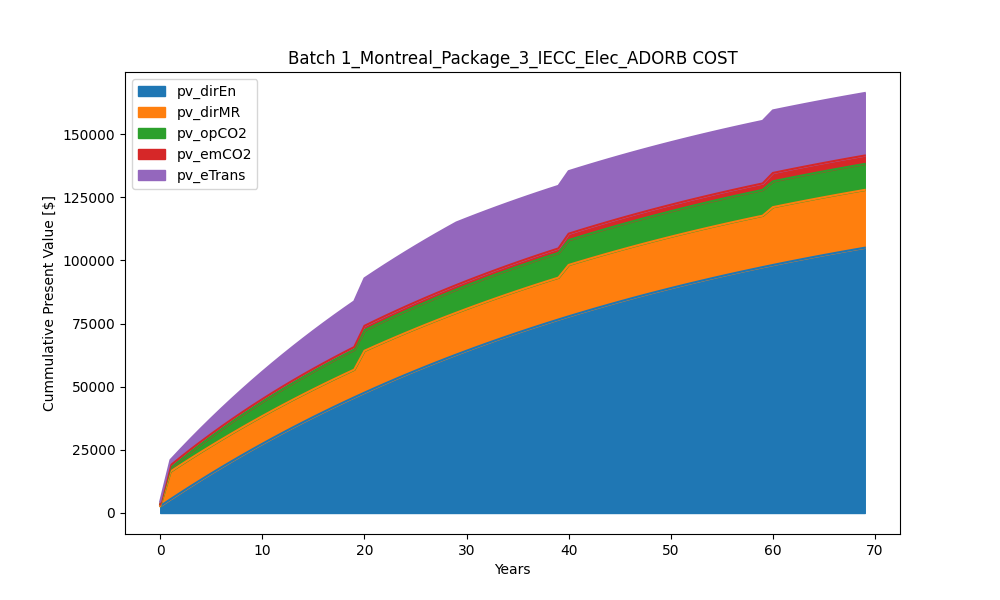 Batch 1_Montreal_Package_3_IECC_Elec_ADORB COST
pv_dirEn
pv_dirMR
pv_opCO2
pv_emCO2
pv_eTrans
Cummulative Present Value [$]
150000
125000
100000
75000
50000
25000
0
0 10 20 30 40 50 60 70
Years